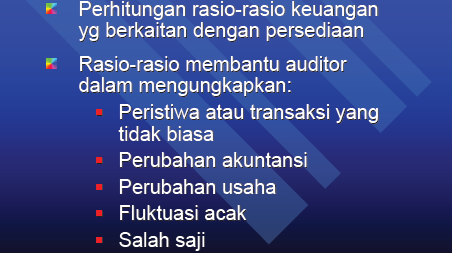 Perhitungan rasio-rasio keuangan
yg berkaitan dengan persediaan
Rasio-rasio membantu auditor
dalam mengungkapkan:
Peristiwa atau transaksi yang
tidak biasa
Perubahan akuntansi
Perubahan usaha
Fluktuasi acak
Salah saji